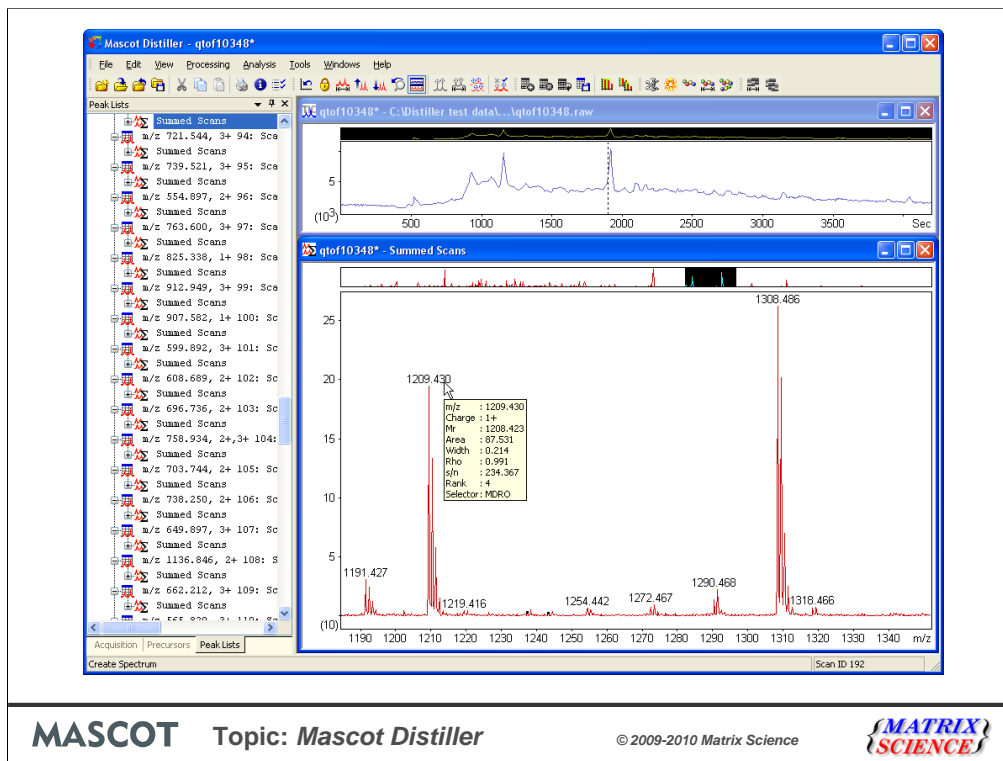 Mascot Distiller - qtof10348*
File Edit View Processing Analysis Tools Windows Help
Peak Lists
Summed Scans
m/z 721.544, 3+ 94: Sca
Summed Scans
m/z 739.521, 3+ 95: Sca
Summed Scans
m/z 554.897, 2+ 96: Sca
Summed Scans
m/z 763.600, 3+ 97: Sca
Summed Scans
m/z 825.338, 1+ 98: Sca
Summed Scans
m/z 912.949, 3+ 99: Sca
Summed Scans
m/z 907.582, 1+ 100: Sc
Summed Scans
m/z 599.892, 3+ 101: Sc
Summed Scans
m/z 608.689, 2+ 102: Sc
Summed Scans
m/z 696.736, 2+ 103: Sc
Summed Scans
m/z 758.934, 2+,3+ 104:
Summed Scans
m/z 703.744, 2+ 105: Sc
Summed Scans
m/z 738.250, 2+ 106: Sc
Summed Scans
m/z 649.897, 3+ 107: Sc
Summed Scans
m/z 1136.846, 2+ 108: S
Summed Scans
m/z 662.212, 3+ 109: Sc
Summed Scans
Acquisition Precursors Peak Lists
Create Spectrum
qtof10348* - C:\Distiller test data\...\qtof10348.raw
5
(10³)
500 1000 1500 2000 2500 3000 3500 Sec
qtof10348* - Summed Scans
1308.486
25
20
1209.430
m/z : 1209.430
Charge : 1+
Mr : 1208.423
Area : 87.531
Width : 0.214
Rho : 0.991
s/n : 234.367
Rank : 4
Selector : MDRO
15
10
5
1191.427
1219.416
1254.442
1272.467
1290.468
1318.466
(10)
1190 1200 1210 1220 1230 1240 1250 1260 1270 1280 1290 1300 1310 1320 1330 1340 m/z
Scan ID 192
MASCOT
Topic: Mascot Distiller
© 2009-2010 Matrix Science
{MATRIX
SCIENCE}